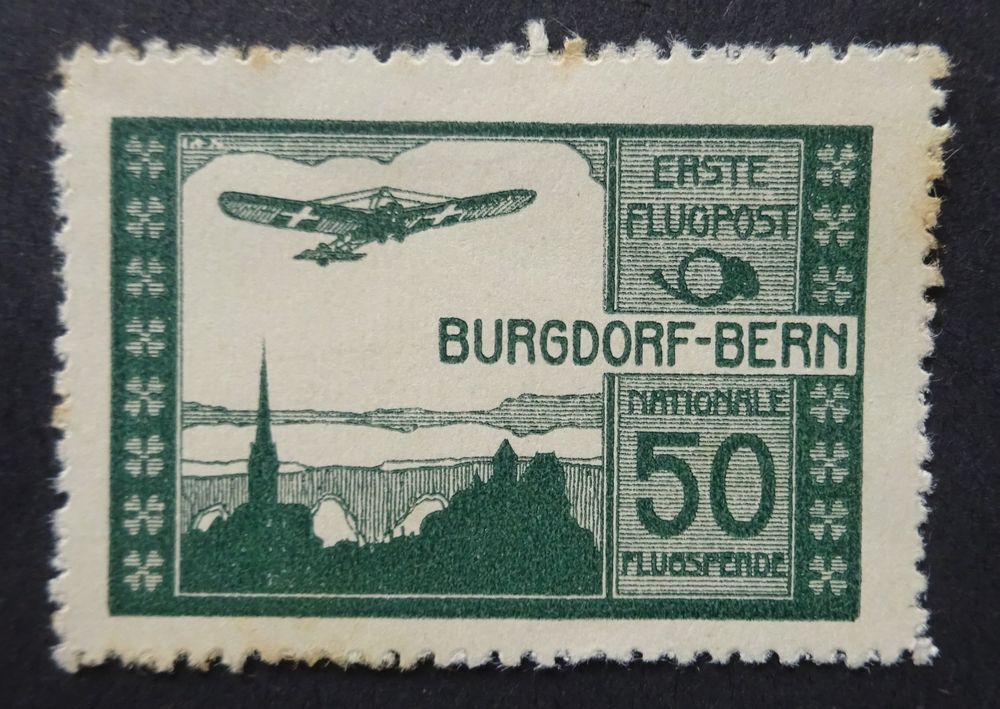 ERSTE
FLUGPOST
BURGDORF-BERN
NATIONALE
50
FLUGSPENDE